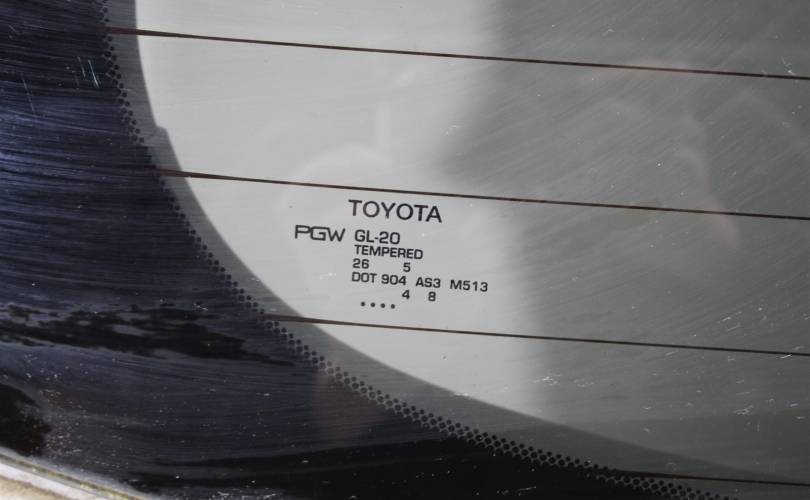 TOYOTA
PGW GL-20
TEMPERED
26 5
DOT 904 AS3 M513
4 8